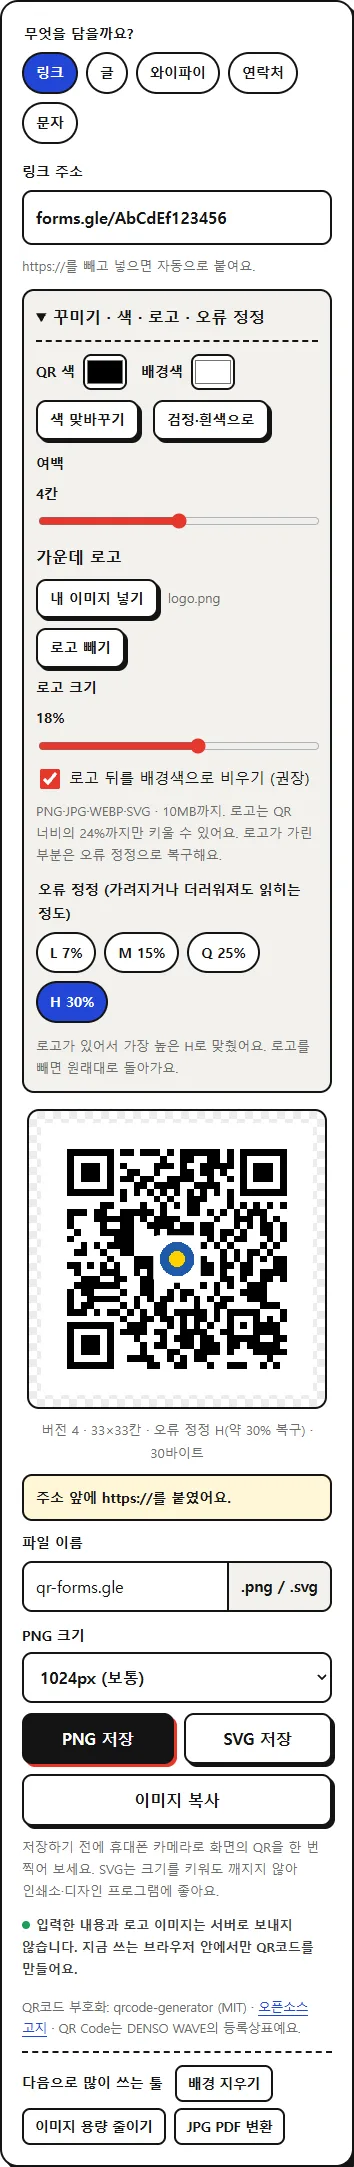 무엇을 담을까요?
링크 글 와이파이 연락처
문자
링크 주소
forms.gle/AbCdEf123456
https://를 빼고 넣으면 자동으로 붙여요.
▼ 꾸미기 · 색 · 로고 · 오류 정정
QR 색 배경색
색 맞바꾸기 검정·흰색으로
여백
4칸
가운데 로고
내 이미지 넣기 logo.png
로고 빼기
로고 크기
18%
로고 뒤를 배경색으로 비우기 (권장)
PNG·JPG·WEBP·SVG · 10MB까지. 로고는 QR
너비의 24%까지만 키울 수 있어요. 로고가 가린
부분은 오류 정정으로 복구해요.
오류 정정 (가려지거나 더러워져도 읽히는
정도)
L 7% M 15% Q 25%
H 30%
로고가 있어서 가장 높은 H로 맞췄어요. 로고를
빼면 원래대로 돌아가요.
버전 4 · 33×33칸 · 오류 정정 H(약 30% 복구) ·
30바이트
주소 앞에 https://를 붙였어요.
파일 이름
qr-forms.gle .png / .svg
PNG 크기
1024px (보통)
PNG 저장 SVG 저장
이미지 복사
저장하기 전에 휴대폰 카메라로 화면의 QR을 한 번
찍어 보세요. SVG는 크기를 키워도 깨지지 않아
인쇄소·디자인 프로그램에 좋아요.
입력한 내용과 로고 이미지는 서버로 보내지
않습니다. 지금 쓰는 브라우저 안에서만 QR코드를
만들어요.
QR코드 부호화: qrcode-generator (MIT) · 오픈소스
고지 · QR Code는 DENSO WAVE의 등록상표예요.
다음으로 많이 쓰는 툴 배경 지우기
이미지 용량 줄이기 JPG PDF 변환